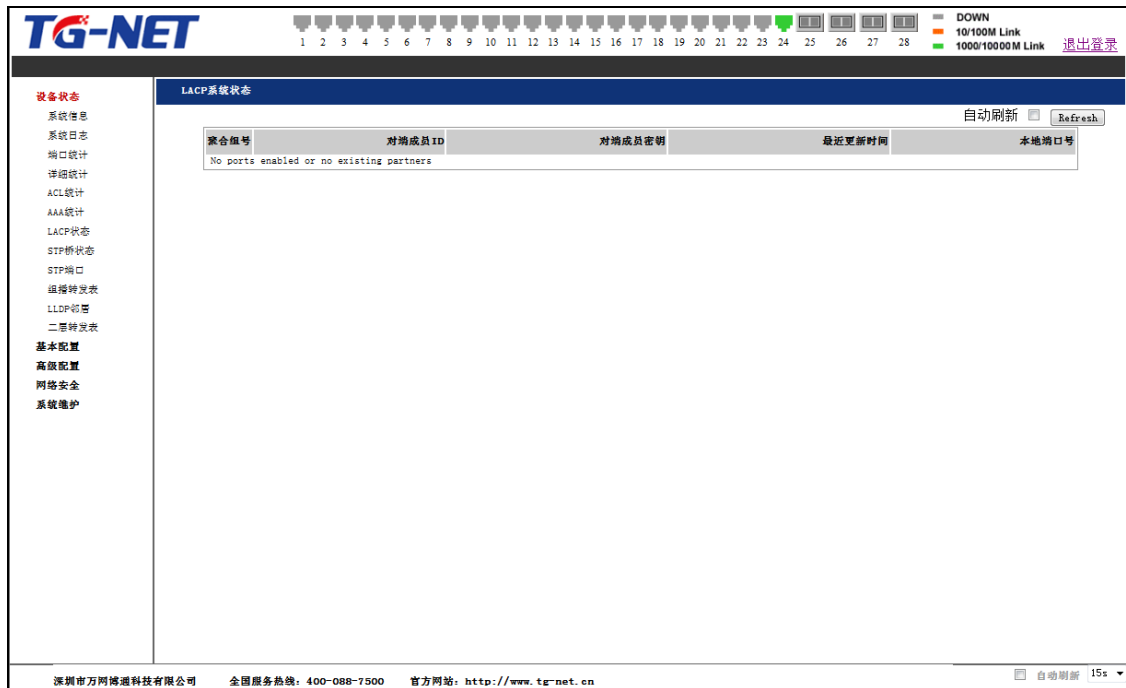 TG-NET
1 2 3 4 5 6 7 8 9 10 11 12 13 14 15 16 17 18 19 20 21 22 23 24 25 26 27 28
DOWN
10/100M Link
1000/10000M Link
退出登录
设备状态
系统信息
系统日志
端口统计
详细统计
ACL统计
AAA统计
LACP状态
STP桥状态
STP端口
组播转发表
LLDP邻居
二层转发表
基本配置
高级配置
网络安全
系统维护
LACP系统状态
自动刷新 Refresh
聚合组号 对端成员ID 对端成员密钥 最近更新时间 本地端口号
No ports enabled or no existing partners
深圳市万网博通科技有限公司 全国服务热线: 400-088-7500 官方网站: http://www.tg-net.cn
自动刷新 15s